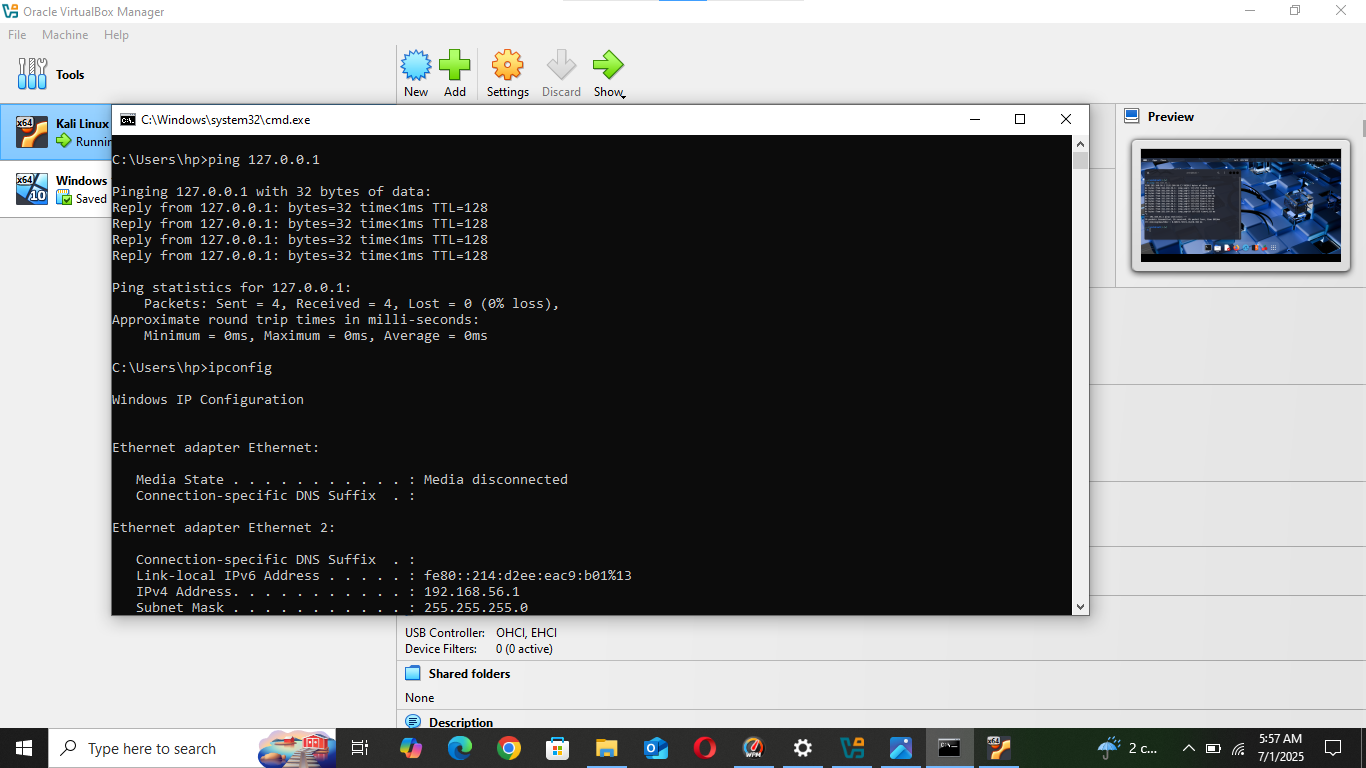 Oracle VirtualBox Manager
File Machine Help
Tools
New Add Settings Discard Show
x64 Kali Linux
Runnin
x64 10 Windows
Saved
C:\Windows\system32\cmd.exe
C:\Users\hp>ping 127.0.0.1
Pinging 127.0.0.1 with 32 bytes of data:
Reply from 127.0.0.1: bytes=32 time<1ms TTL=128
Reply from 127.0.0.1: bytes=32 time<1ms TTL=128
Reply from 127.0.0.1: bytes=32 time<1ms TTL=128
Reply from 127.0.0.1: bytes=32 time<1ms TTL=128
Ping statistics for 127.0.0.1:
Packets: Sent = 4, Received = 4, Lost = 0 (0% loss),
Approximate round trip times in milli-seconds:
Minimum = 0ms, Maximum = 0ms, Average = 0ms
C:\Users\hp>ipconfig
Windows IP Configuration
Ethernet adapter Ethernet:
Media State . . . . . . . . . . . : Media disconnected
Connection-specific DNS Suffix  . :
Ethernet adapter Ethernet 2:
Connection-specific DNS Suffix  . :
Link-local IPv6 Address . . . . . : fe80::214:d2ee:eac9:b01%13
IPv4 Address. . . . . . . . . . . : 192.168.56.1
Subnet Mask . . . . . . . . . . . : 255.255.255.0
Preview
USB Controller: OHCI, EHCI
Device Filters: 0 (0 active)
Shared folders
None
Description
Type here to search
2 c...
5:57 AM
7/1/2025